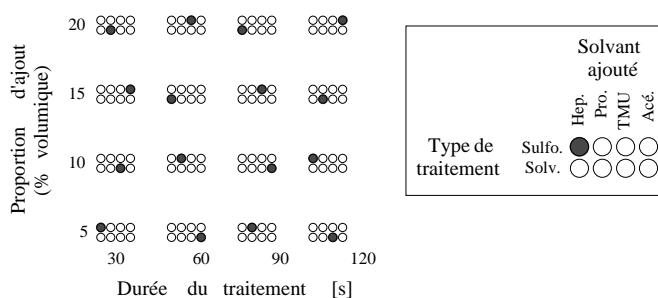 Proportion d'ajout
(% volumique)
20
15
10
5
30 60 90 120
Durée du traitement [s]
Solvant
ajouté
Hep. Pro. TMU Acé.
Type de
traitement
Sulfo.
Solv.